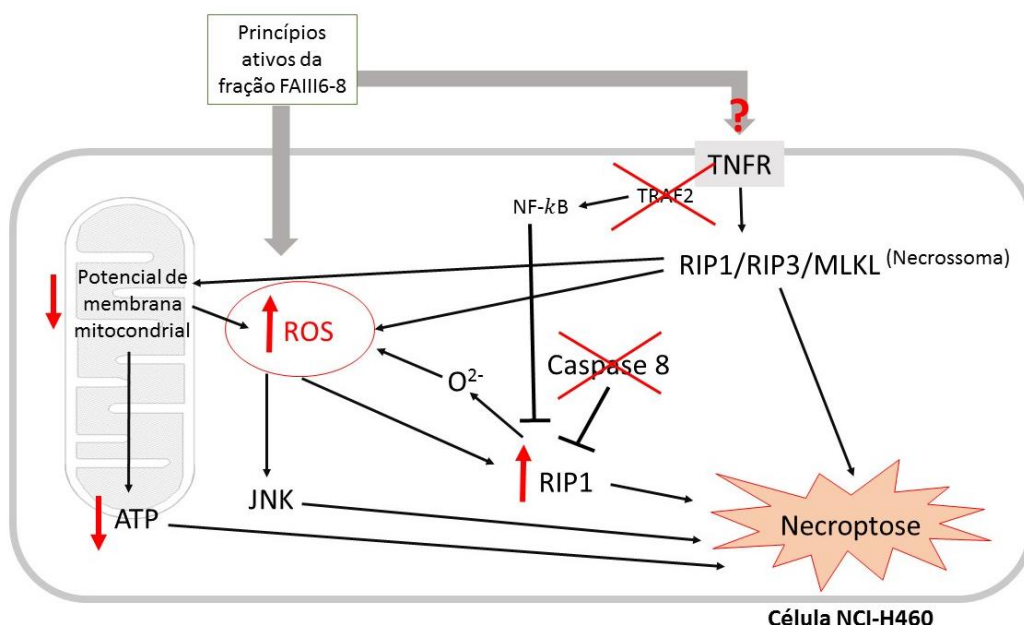 Princípios
ativos da
fração FAIII6-8
?
TNFR
TRAF2
NF-kB
RIP1/RIP3/MLKL (Necrossoma)
Potencial de
membrana
mitocondrial
ROS
Caspase 8
O²⁻
RIP1
JNK
ATP
Necroptose
Célula NCI-H460